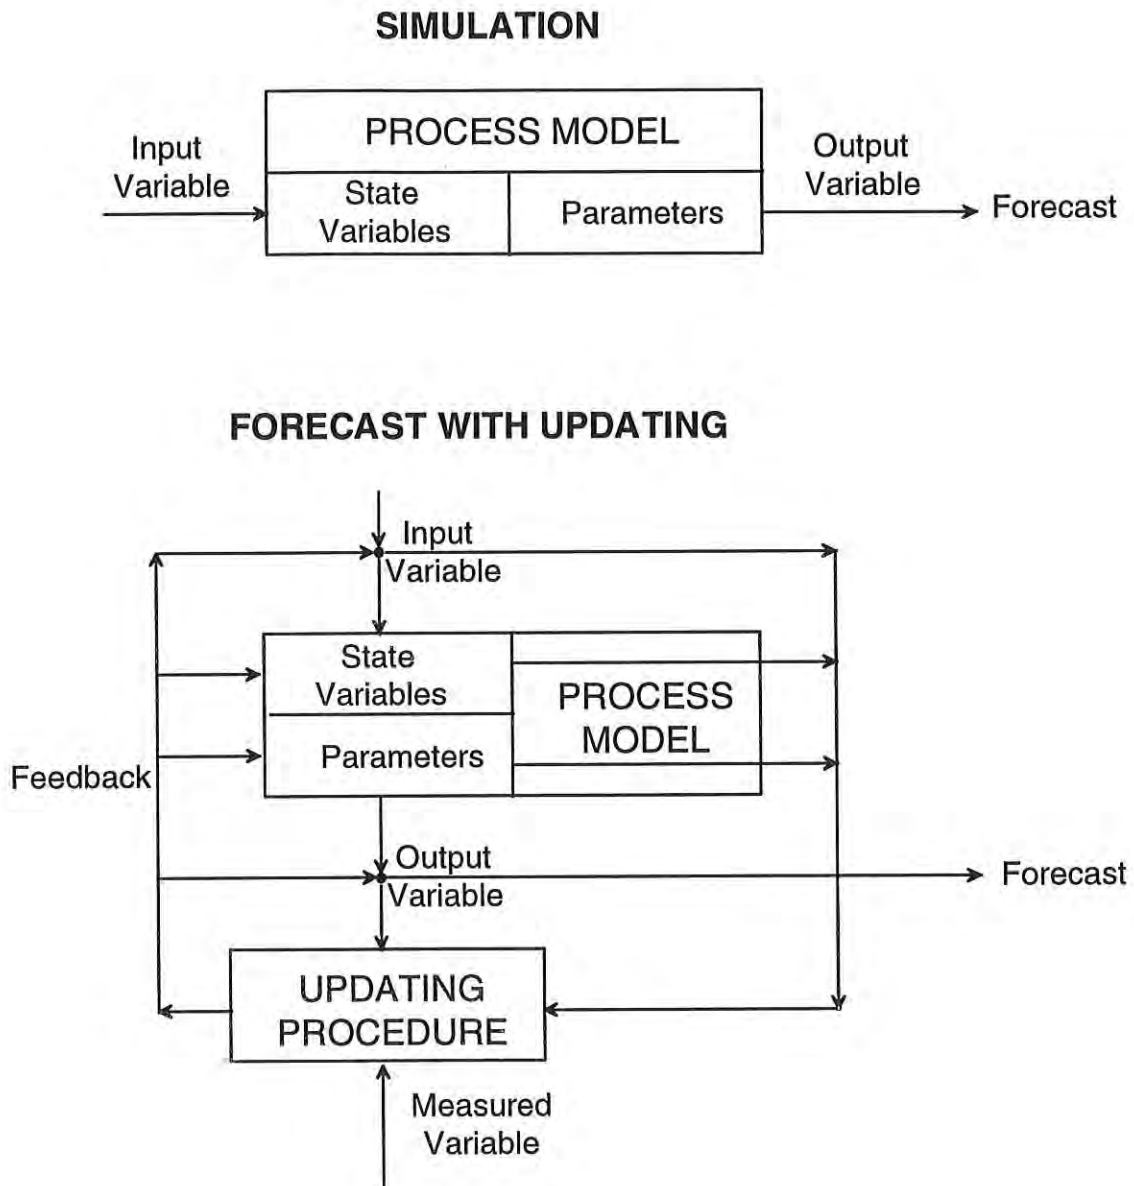 SIMULATION
PROCESS MODEL
Input
Variable
State
Variables
Parameters
Output
Variable
Forecast
FORECAST WITH UPDATING
Input
Variable
State
Variables
PROCESS
MODEL
Parameters
Feedback
Output
Variable
Forecast
UPDATING
PROCEDURE
Measured
Variable